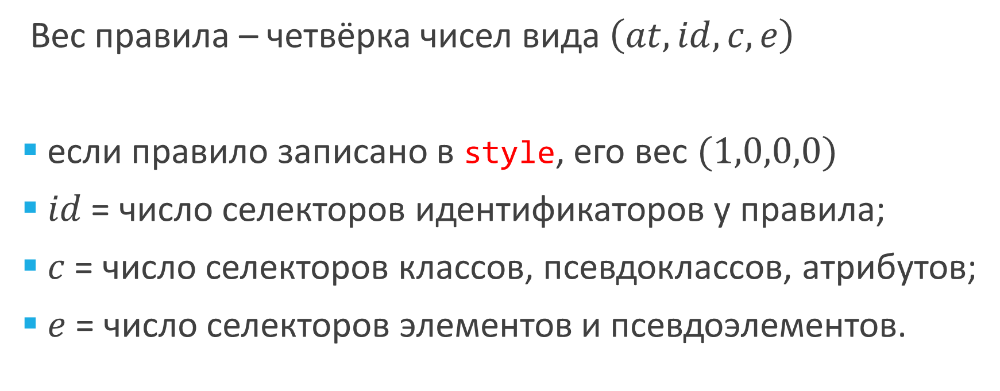 Вес правила – четвёрка чисел вида (at, id, c, e)
▪ если правило записано в style, его вес (1,0,0,0)
▪ id = число селекторов идентификаторов у правила;
▪ c = число селекторов классов, псевдоклассов, атрибутов;
▪ e = число селекторов элементов и псевдоэлементов.